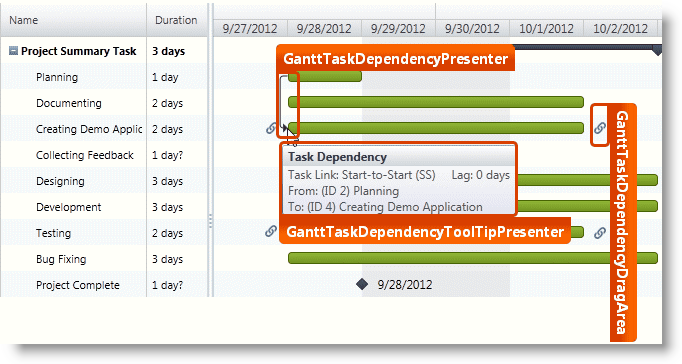 Name Duration 9/27/2012 9/28/2012 9/29/2012 9/30/2012 10/1/2012 10/2/2012
Project Summary Task 3 days
GanttTaskDependencyPresenter
Planning 1 day
Documenting 2 days
Creating Demo Applic 2 days
Collecting Feedback 1 day?
Task Dependency
Task Link: Start-to-Start (SS) Lag: 0 days
From: (ID 2) Planning
To: (ID 4) Creating Demo Application
Designing 3 days
Development 3 days
Testing 2 days
GanttTaskDependencyToolTipPresenter
GanttTaskDependencyDragArea
Bug Fixing 3 days
Project Complete 1 day? 9/28/2012